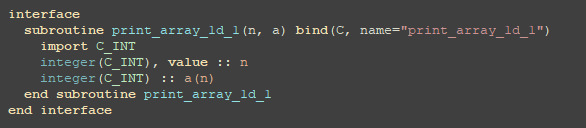 interface
  subroutine print_array_1d_1(n, a) bind(C, name="print_array_1d_1")
    import C_INT
    integer(C_INT), value :: n
    integer(C_INT) :: a(n)
  end subroutine print_array_1d_1
end interface